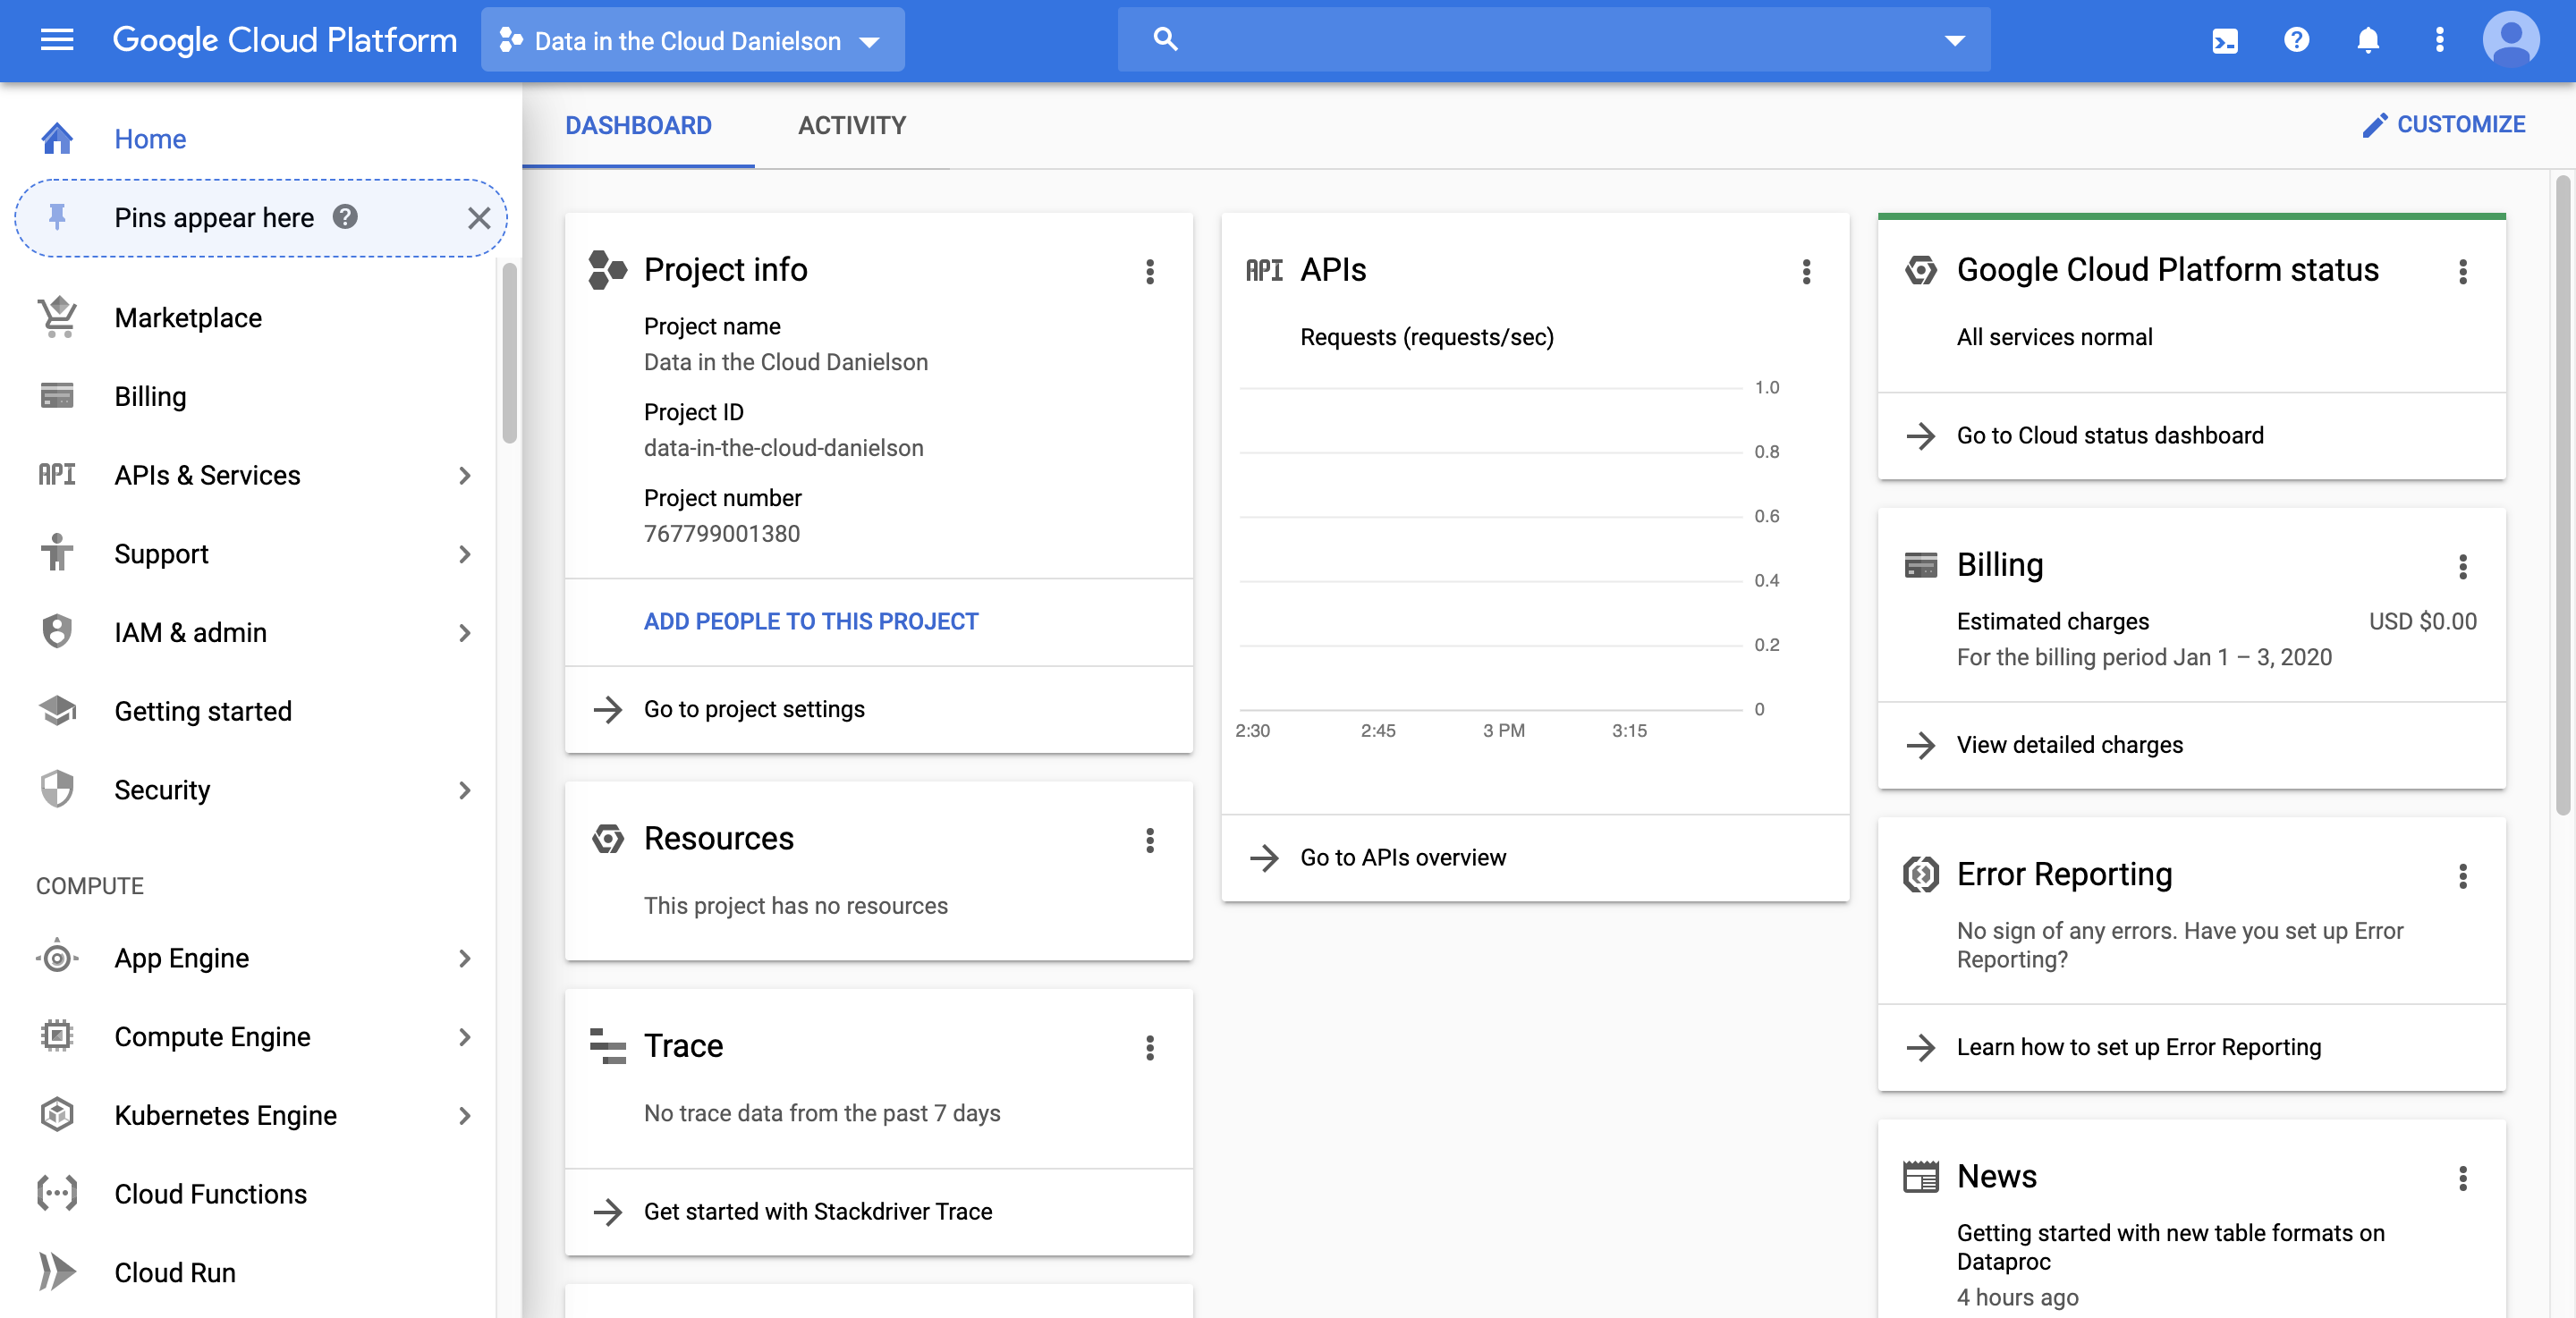 Google Cloud Platform
Data in the Cloud Danielson
Home
Pins appear here
Marketplace
Billing
API
APIs & Services
Support
IAM & admin
Getting started
Security
COMPUTE
App Engine
Compute Engine
Kubernetes Engine
Cloud Functions
Cloud Run
DASHBOARD
ACTIVITY
CUSTOMIZE
Project info
Project name
Data in the Cloud Danielson
Project ID
data-in-the-cloud-danielson
Project number
767799001380
ADD PEOPLE TO THIS PROJECT
Go to project settings
Resources
This project has no resources
Trace
No trace data from the past 7 days
Get started with Stackdriver Trace
API
APIs
Requests (requests/sec)
1.0
0.8
0.6
0.4
0.2
0
2:30
2:45
3 PM
3:15
Go to APIs overview
Google Cloud Platform status
All services normal
Go to Cloud status dashboard
Billing
Estimated charges
USD $0.00
For the billing period Jan 1 – 3, 2020
View detailed charges
Error Reporting
No sign of any errors. Have you set up Error
Reporting?
Learn how to set up Error Reporting
News
Getting started with new table formats on
Dataproc
4 hours ago